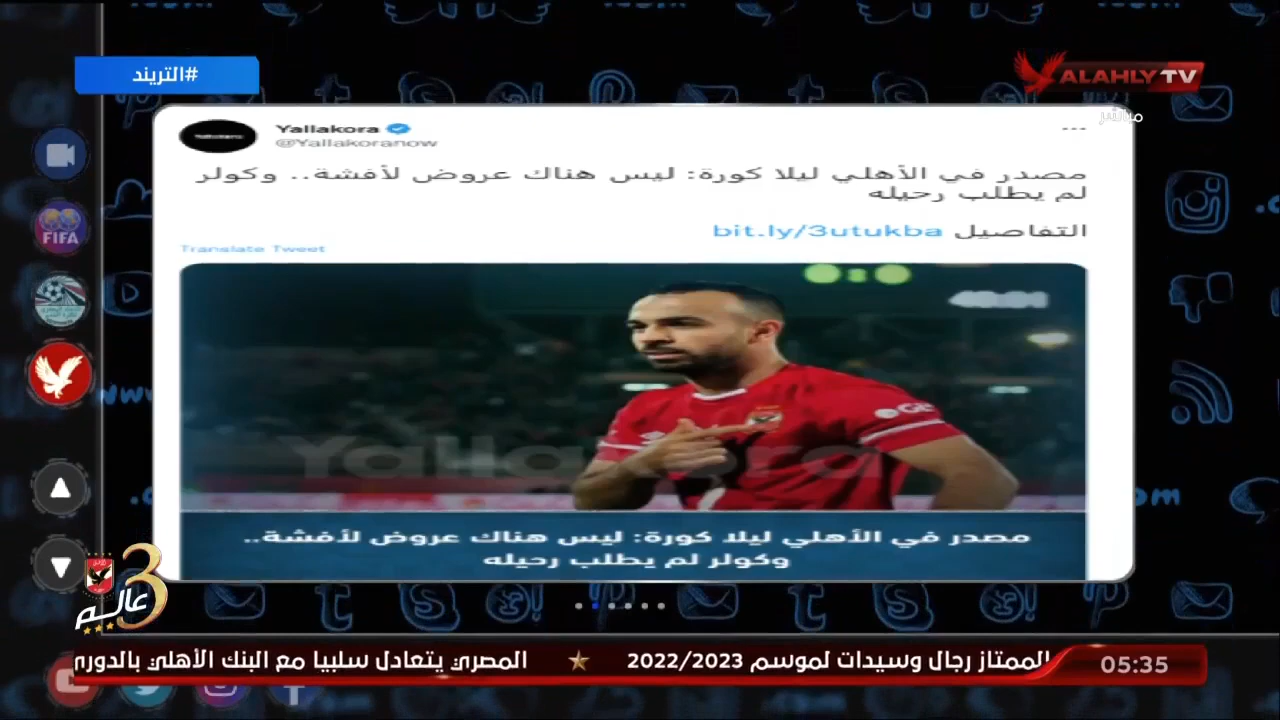 #التريند
ALAHLY TV
مباشر
Yallakora
@Yallakoranow
مصدر في الأهلي ليلا كورة: ليس هناك عروض لأفشة.. وكولر
لم يطلب رحيله
التفاصيل bit.ly/3utukba
Translate Tweet
FIFA
Yallakora
مصدر في الأهلي ليلا كورة: ليس هناك عروض لأفشة..
وكولر لم يطلب رحيله
3 عالم
الممتاز رجال وسيدات لموسم 2022/2023 ★ المصري يتعادل سلبيا مع البنك الأهلي بالدوري
05:35